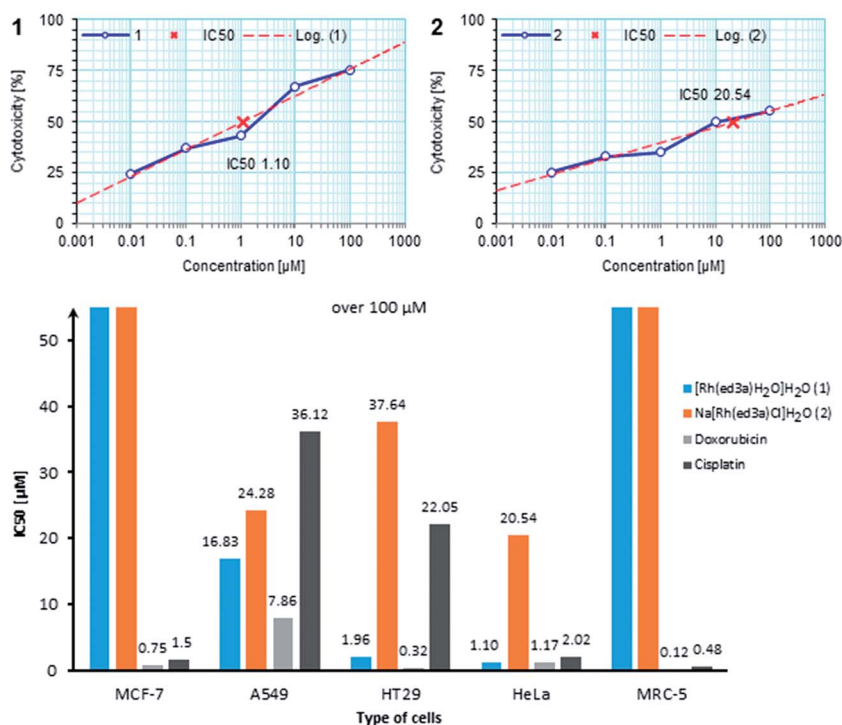 1
1 IC50 Log. (1)
Cytotoxicity [%]
100
75
50
25
0
IC50 1.10
0.001 0.01 0.1 1 10 100 1000
Concentration [µM]
2
2 IC50 Log. (2)
Cytotoxicity [%]
100
75
50
25
0
IC50 20.54
0.001 0.01 0.1 1 10 100 1000
Concentration [µM]
over 100 µM
IC50 [µM]
50
40
30
20
10
0
0.75 1.5
16.83 24.28 7.86 36.12
1.96 37.64 0.32 22.05
1.10 20.54 1.17 2.02
0.12 0.48
MCF-7 A549 HT29 HeLa MRC-5
Type of cells
[Rh(ed3a)H2O]H2O (1)
Na[Rh(ed3a)Cl]H2O (2)
Doxorubicin
Cisplatin